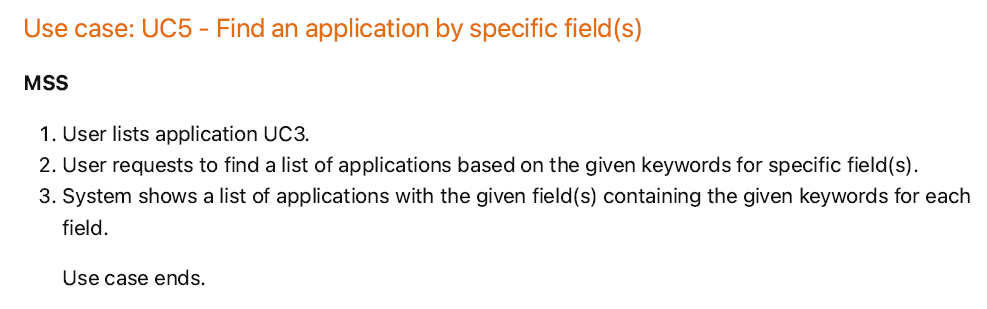 Use case: UC5 - Find an application by specific field(s)
MSS
1. User lists application UC3.
2. User requests to find a list of applications based on the given keywords for specific field(s).
3. System shows a list of applications with the given field(s) containing the given keywords for each
field.
Use case ends.